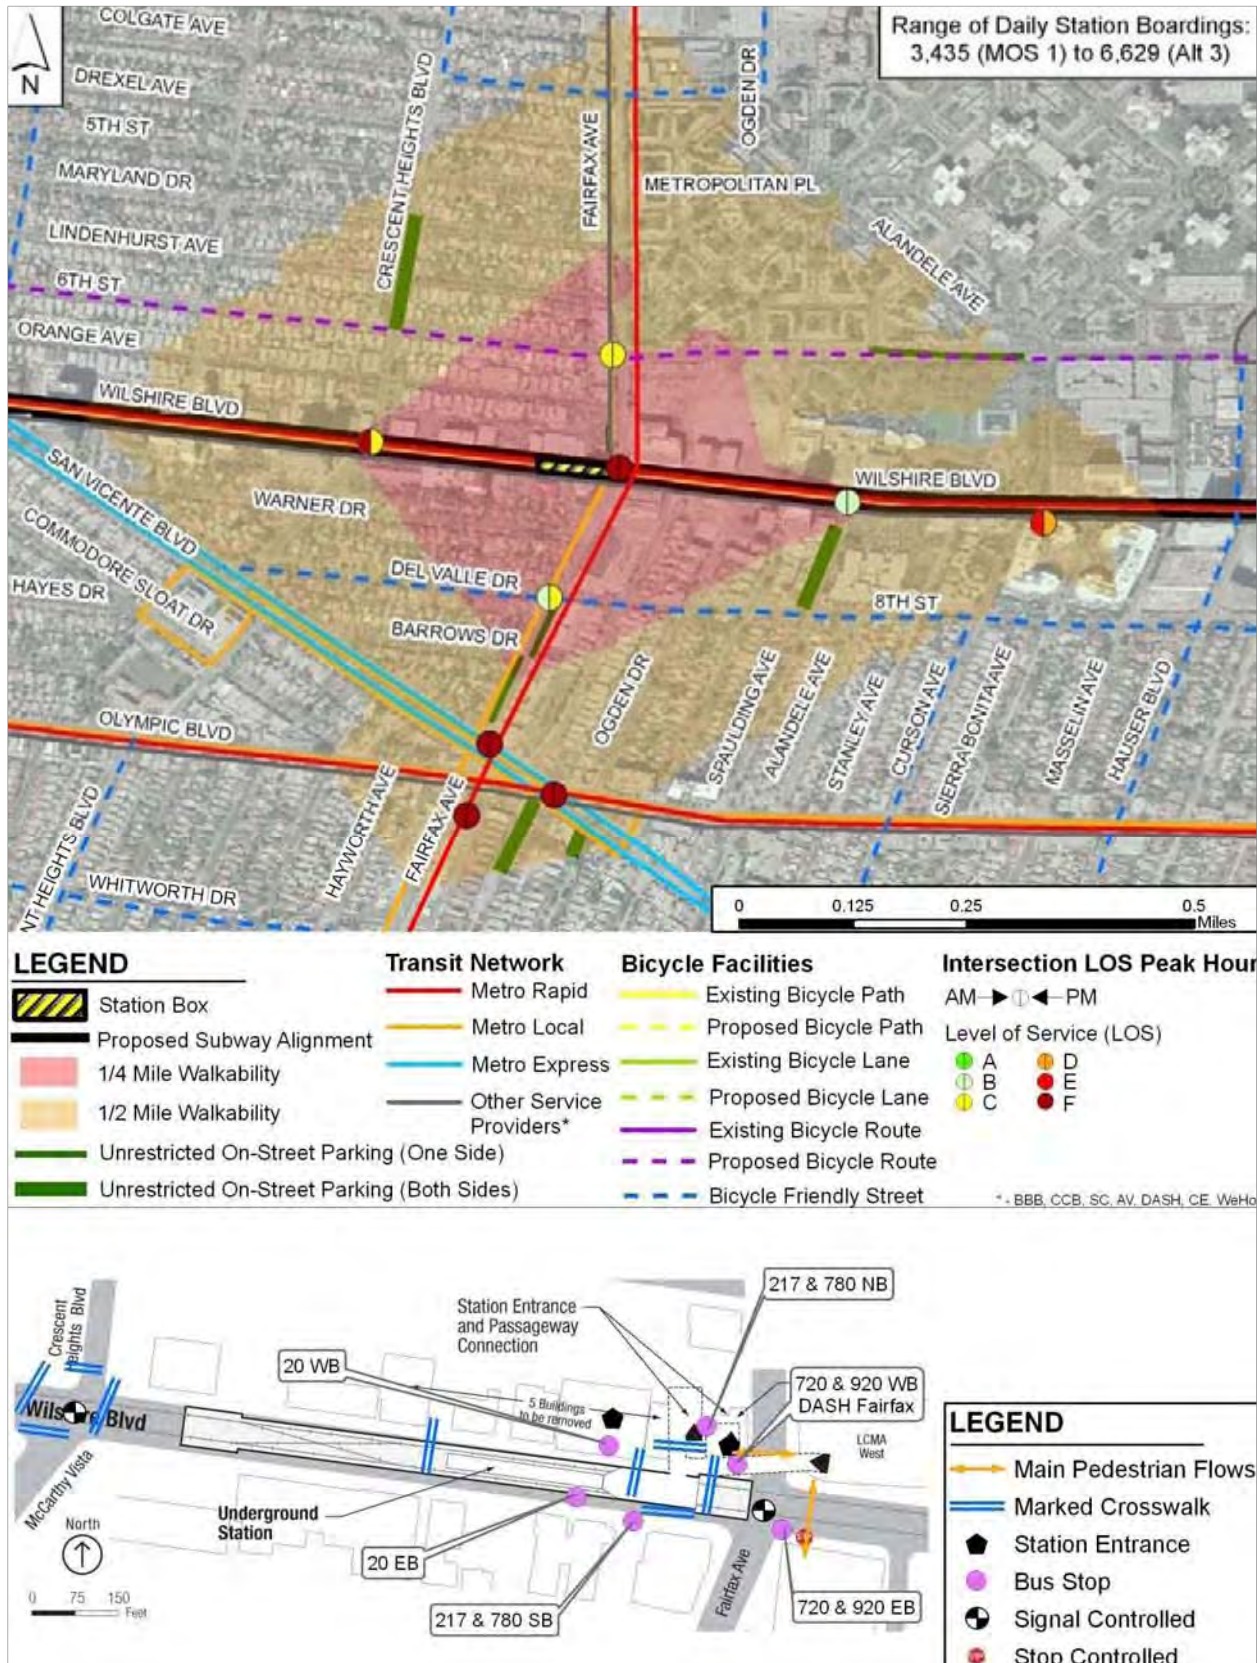 COLGATE AVE
DREXEL AVE
5TH ST
MARYLAND DR
LINDENHURST AVE
6TH ST
ORANGE AVE
N
CRESCENT HEIGHTS BLVD
FAIRFAX AVE
OGDEN DR
METROPOLITAN PL
ALANDELE AVE
Range of Daily Station Boardings:
3,435 (MOS 1) to 6,629 (Alt 3)
WILSHIRE BLVD
WILSHIRE BLVD
SAN VICENTE BLVD
COMMODORE SLOAT DR
WARNER DR
HAYES DR
DEL VALLE DR
8TH ST
BARROWS DR
OGDEN DR
SPAULDING AVE
ALANDELE AVE
STANLEY AVE
CURSON AVE
SIERRA BONITA AVE
MASSELIN AVE
HAUSER BLVD
OLYMPIC BLVD
HAYWORTH AVE
FAIRFAX AVE
NT HEIGHTS BLVD
WHITWORTH DR
0 0.125 0.25 0.5
Miles
LEGEND
Station Box
Proposed Subway Alignment
1/4 Mile Walkability
1/2 Mile Walkability
Unrestricted On-Street Parking (One Side)
Unrestricted On-Street Parking (Both Sides)
Transit Network
Metro Rapid
Metro Local
Metro Express
Other Service
Providers*
Bicycle Facilities
Existing Bicycle Path
Proposed Bicycle Path
Existing Bicycle Lane
Proposed Bicycle Lane
Existing Bicycle Route
Proposed Bicycle Route
Bicycle Friendly Street
Intersection LOS Peak Hour
AM PM
Level of Service (LOS)
A D
B E
C F
* - BBB, CCB, SC, AV, DASH, CE, WeHo
Crescent
Heights Blvd
Wilshire Blvd
McCarthy Vista
North
0 75 150
Feet
20 WB
Station Entrance
and Passageway
Connection
5 Buildings
to be removed
217 & 780 NB
720 & 920 WB
DASH Fairfax
LCMA
West
Underground
Station
20 EB
217 & 780 SB
Fairfax Ave
720 & 920 EB
LEGEND
Main Pedestrian Flows
Marked Crosswalk
Station Entrance
Bus Stop
Signal Controlled
Stop Controlled